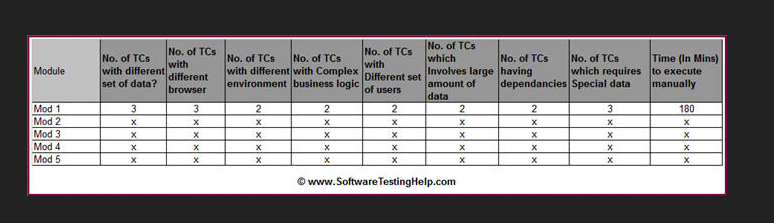 Module No. of TCs with different set of data? No. of TCs with different browser No. of TCs with different environment No. of TCs with Complex business logic No. of TCs with Different set of users No. of TCs which Involves large amount of data No. of TCs having dependancies No. of TCs which requires Special data Time (In Mins) to execute manually
Mod 1 3 3 2 2 2 2 2 3 180
Mod 2 x x x x x x x x x
Mod 3 x x x x x x x x x
Mod 4 x x x x x x x x x
Mod 5 x x x x x x x x x
© www.SoftwareTestingHelp.com